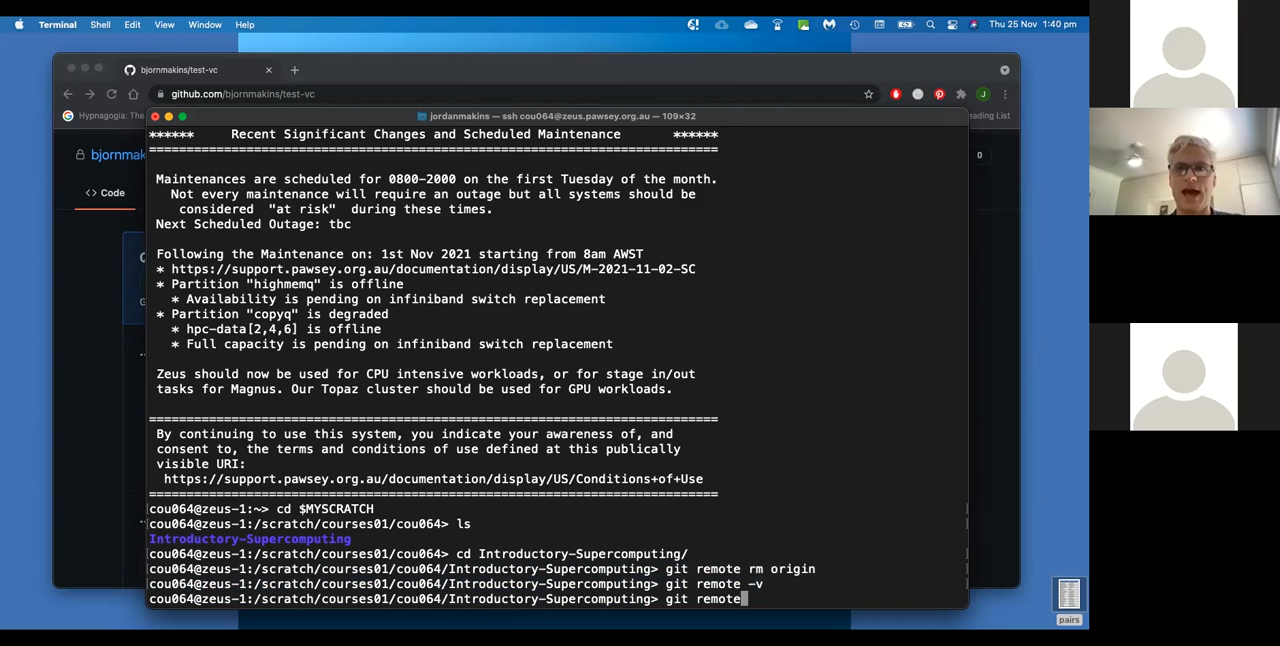 Terminal Shell Edit View Window Help Thu 25 Nov 1:40 pm
bjornmakins/test-vc
github.com/bjornmakins/test-vc
J
G Hypnagogia: The
ding List
jordanmakins — ssh cou064@zeus.pawsey.org.au — 109×32
bjornmak
0
<> Code
****** Recent Significant Changes and Scheduled Maintenance ******
================================================================================
Maintenances are scheduled for 0800-2000 on the first Tuesday of the month.
Not every maintenance will require an outage but all systems should be
considered "at risk" during these times.
Next Scheduled Outage: tbc
Following the Maintenance on: 1st Nov 2021 starting from 8am AWST
* https://support.pawsey.org.au/documentation/display/US/M-2021-11-02-SC
* Partition "highmemq" is offline
* Availability is pending on infiniband switch replacement
* Partition "copyq" is degraded
* hpc-data[2,4,6] is offline
* Full capacity is pending on infiniband switch replacement
Zeus should now be used for CPU intensive workloads, or for stage in/out
tasks for Magnus. Our Topaz cluster should be used for GPU workloads.
================================================================================
By continuing to use this system, you indicate your awareness of, and
consent to, the terms and conditions of use defined at this publically
visible URI:
https://support.pawsey.org.au/documentation/display/US/Conditions+of+Use
================================================================================
cou064@zeus-1:~> cd $MYSCRATCH
cou064@zeus-1:/scratch/courses01/cou064> ls
Introductory-Supercomputing
cou064@zeus-1:/scratch/courses01/cou064> cd Introductory-Supercomputing/
cou064@zeus-1:/scratch/courses01/cou064/Introductory-Supercomputing> git remote rm origin
cou064@zeus-1:/scratch/courses01/cou064/Introductory-Supercomputing> git remote -v
cou064@zeus-1:/scratch/courses01/cou064/Introductory-Supercomputing> git remote
pairs